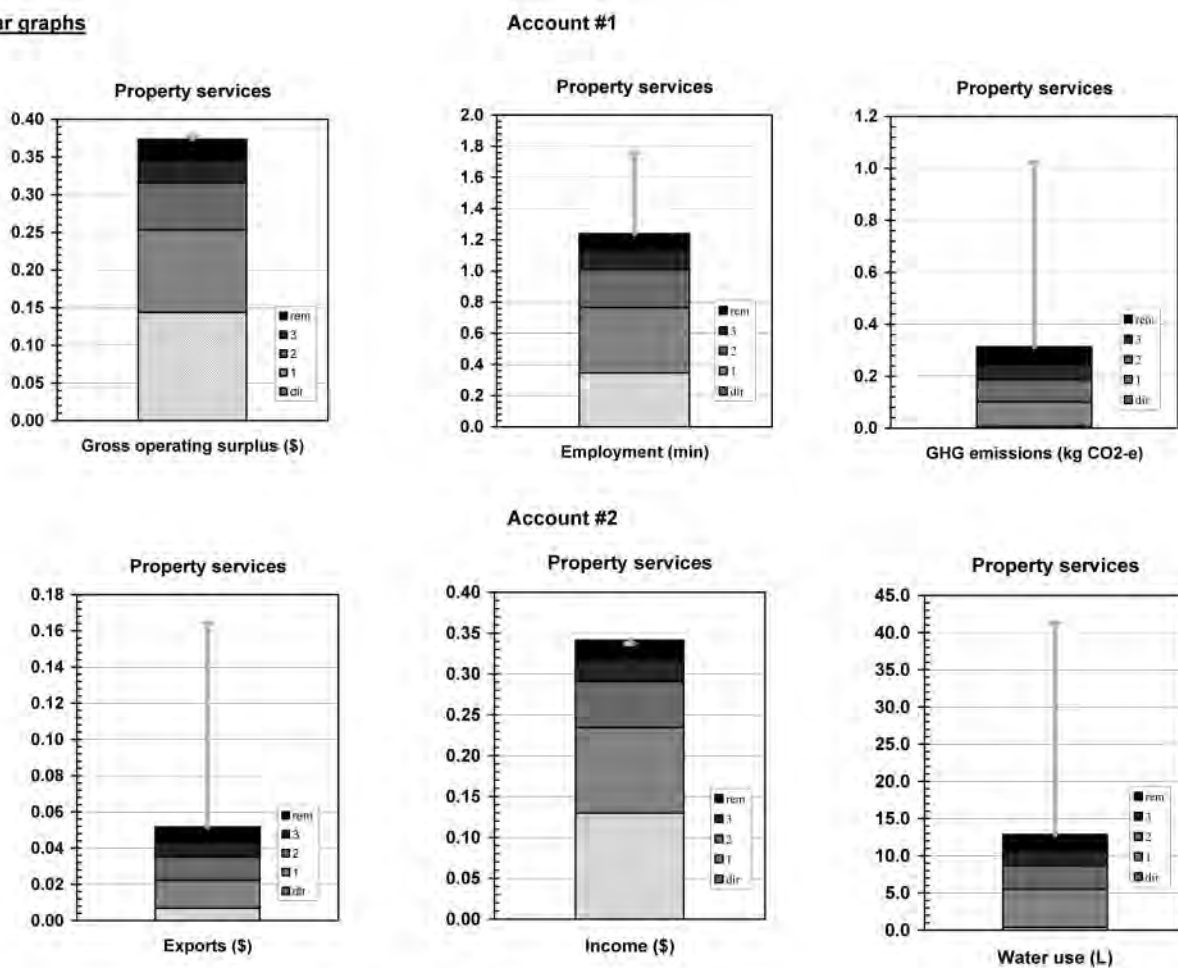 ar graphs
Account #1
Property services
0.40
0.35
0.30
0.25
0.20
0.15
0.10
0.05
0.00
rem
3
2
1
dir
Gross operating surplus ($)
Property services
2.0
1.8
1.6
1.4
1.2
1.0
0.8
0.6
0.4
0.2
0.0
rem
3
2
1
dir
Employment (min)
Property services
1.2
1.0
0.8
0.6
0.4
0.2
0.0
rem
3
2
1
dir
GHG emissions (kg CO2-e)
Account #2
Property services
0.18
0.16
0.14
0.12
0.10
0.08
0.06
0.04
0.02
0.00
rem
3
2
1
dir
Exports ($)
Property services
0.40
0.35
0.30
0.25
0.20
0.15
0.10
0.05
0.00
rem
3
2
1
dir
Income ($)
Property services
45.0
40.0
35.0
30.0
25.0
20.0
15.0
10.0
5.0
0.0
rem
3
2
1
dir
Water use (L)